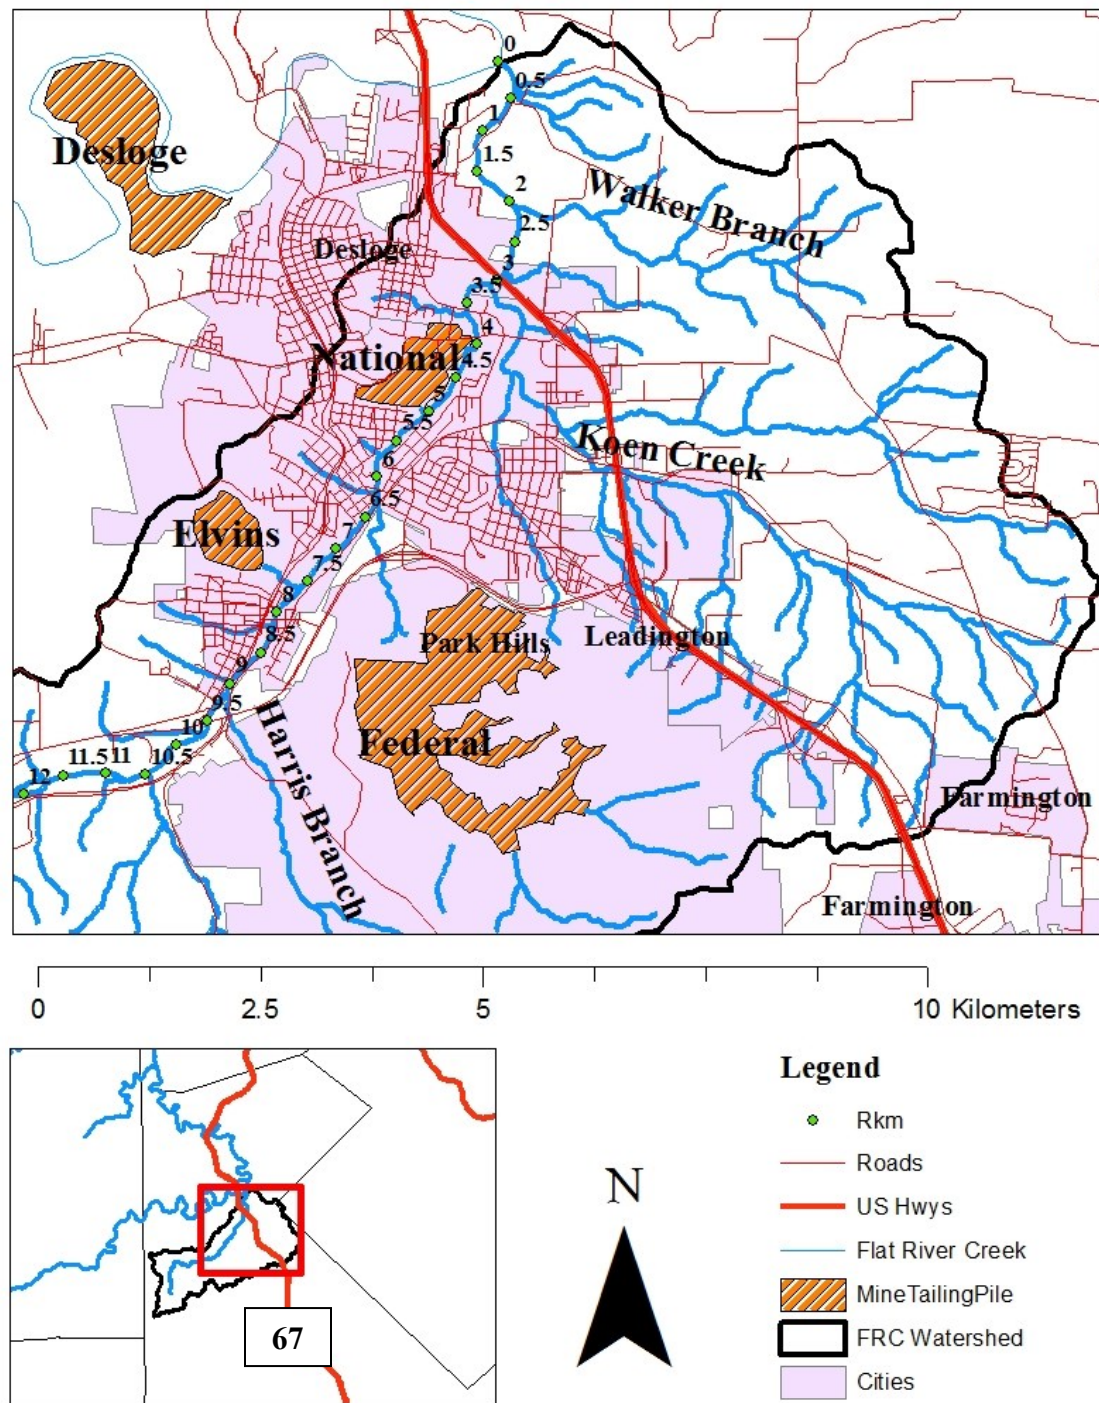 0
0.5
1
Desloge
1.5
Walker Branch
2
2.5
Desloge
3
3.5
4
National
4.5
5
5.5
Koen Creek
6
6.5
Elvins
7
7.5
8
8.5
Park Hills
Leadington
9
9.5
Harris Branch
10
Federal
10.5
11
11.5
12
Farmington
Farmington
0
2.5
5
10 Kilometers
67
N
Legend
Rkm
Roads
US Hwys
Flat River Creek
MineTailingPile
FRC Watershed
Cities